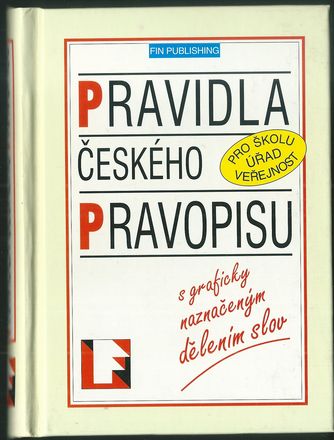 FIN PUBLISHING
PRAVIDLA
ČESKÉHO
PRO ŠKOLU
ÚŘAD
VEŘEJNOST
PRAVOPISU
s graficky
naznačeným
dělením slov